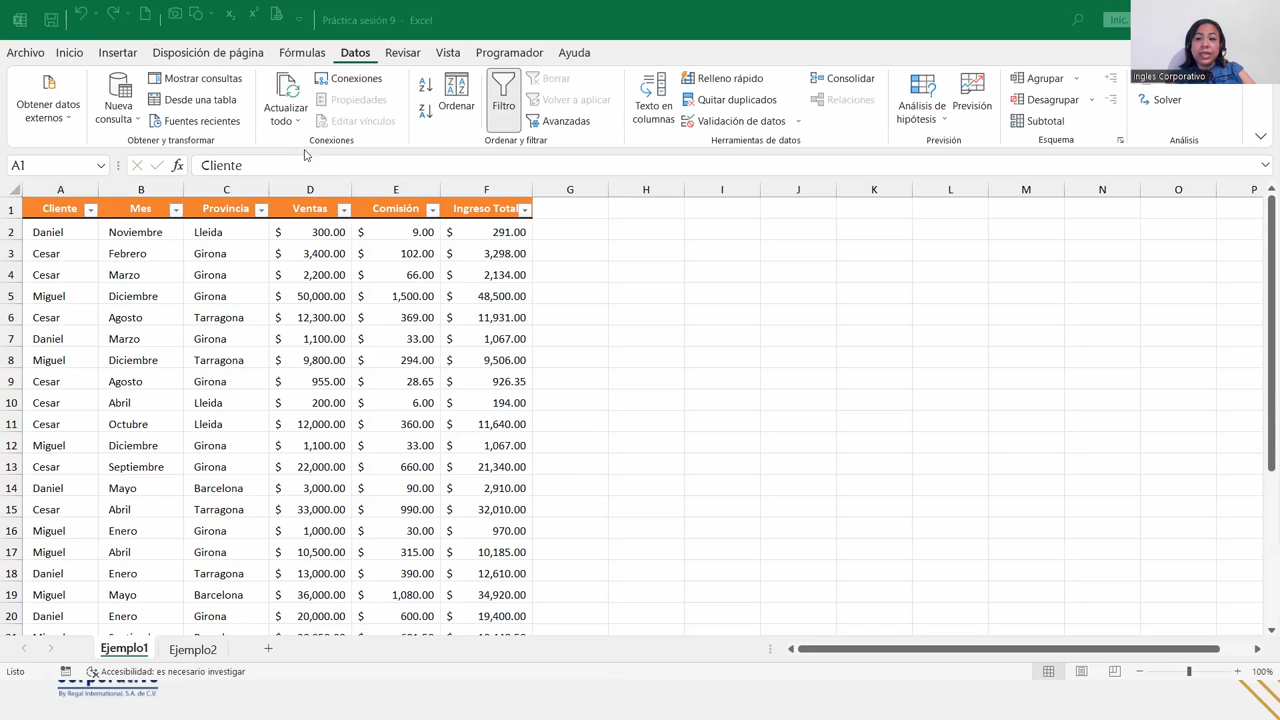 Práctica sesión 9 - Excel
Inic.
Archivo Inicio Insertar Disposición de página Fórmulas Datos Revisar Vista Programador Ayuda
Ingles Corporativo
Obtener datos externos
Nueva consulta
Mostrar consultas
Desde una tabla
Fuentes recientes
Obtener y transformar
Actualizar todo
Conexiones
Propiedades
Editar vínculos
Conexiones
Ordenar
Filtro
Borrar
Volver a aplicar
Avanzadas
Ordenar y filtrar
Texto en columnas
Relleno rápido
Quitar duplicados
Validación de datos
Consolidar
Relaciones
Herramientas de datos
Análisis de hipótesis
Previsión
Previsión
Agrupar
Desagrupar
Subtotal
Esquema
Solver
Análisis
A1 fx Cliente
A B C D E F G H I J K L M N O P
1 Cliente Mes Provincia Ventas Comisión Ingreso Total
2 Daniel Noviembre Lleida $ 300.00 $ 9.00 $ 291.00
3 Cesar Febrero Girona $ 3,400.00 $ 102.00 $ 3,298.00
4 Cesar Marzo Girona $ 2,200.00 $ 66.00 $ 2,134.00
5 Miguel Diciembre Girona $ 50,000.00 $ 1,500.00 $ 48,500.00
6 Cesar Agosto Tarragona $ 12,300.00 $ 369.00 $ 11,931.00
7 Daniel Marzo Girona $ 1,100.00 $ 33.00 $ 1,067.00
8 Miguel Diciembre Tarragona $ 9,800.00 $ 294.00 $ 9,506.00
9 Cesar Agosto Girona $ 955.00 $ 28.65 $ 926.35
10 Cesar Abril Lleida $ 200.00 $ 6.00 $ 194.00
11 Cesar Octubre Lleida $ 12,000.00 $ 360.00 $ 11,640.00
12 Miguel Diciembre Girona $ 1,100.00 $ 33.00 $ 1,067.00
13 Cesar Septiembre Girona $ 22,000.00 $ 660.00 $ 21,340.00
14 Daniel Mayo Barcelona $ 3,000.00 $ 90.00 $ 2,910.00
15 Cesar Abril Tarragona $ 33,000.00 $ 990.00 $ 32,010.00
16 Miguel Enero Girona $ 1,000.00 $ 30.00 $ 970.00
17 Miguel Abril Girona $ 10,500.00 $ 315.00 $ 10,185.00
18 Daniel Enero Tarragona $ 13,000.00 $ 390.00 $ 12,610.00
19 Miguel Mayo Barcelona $ 36,000.00 $ 1,080.00 $ 34,920.00
20 Daniel Enero Girona $ 20,000.00 $ 600.00 $ 19,400.00
Ejemplo1 Ejemplo2
Listo Accesibilidad: es necesario investigar 100%
By Regal International, S.A. de C.V.